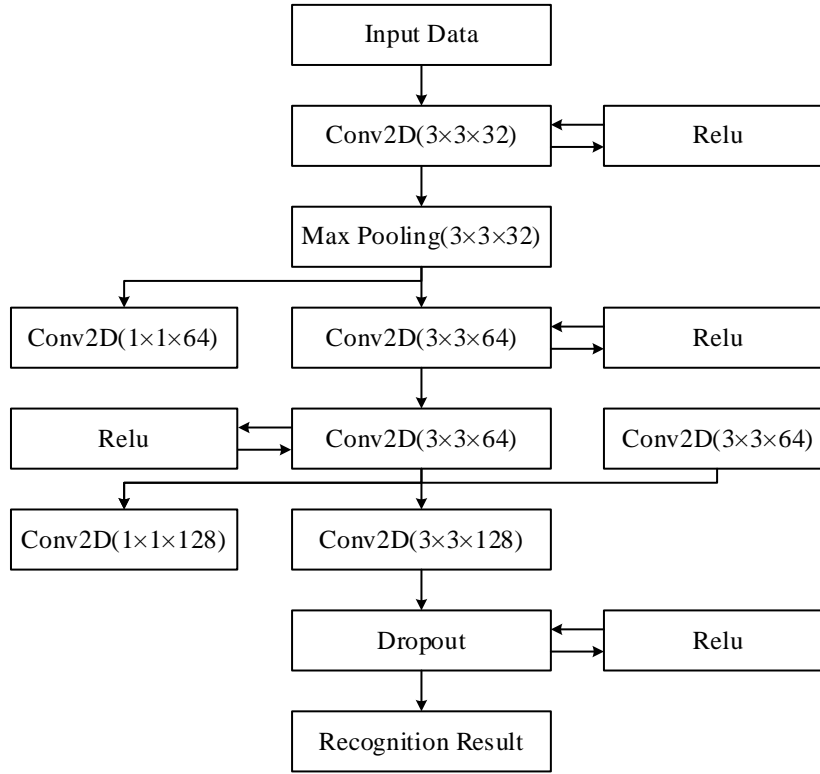 Input Data
Conv2D(3×3×32)
Relu
Max Pooling(3×3×32)
Conv2D(1×1×64)
Conv2D(3×3×64)
Relu
Relu
Conv2D(3×3×64)
Conv2D(3×3×64)
Conv2D(1×1×128)
Conv2D(3×3×128)
Dropout
Relu
Recognition Result